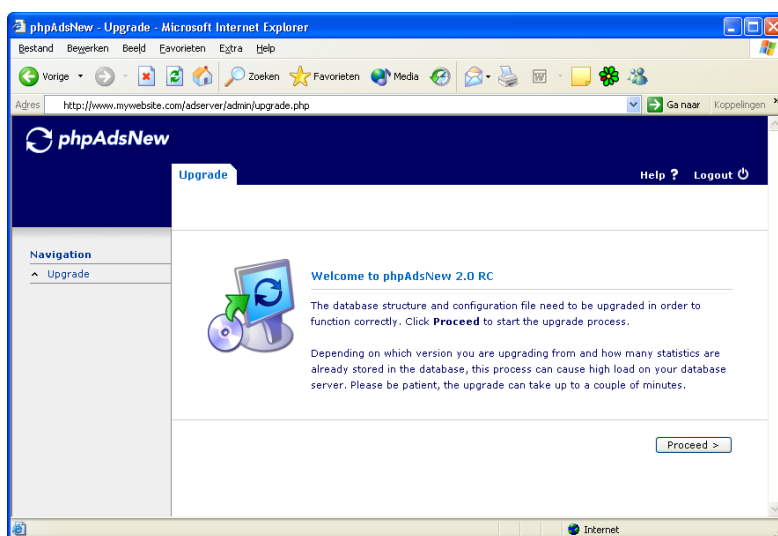 phpAdsNew - Upgrade - Microsoft Internet Explorer
Bestand Bewerken Beeld Favorieten Extra Help
Vorige Zoeken Favorieten Media
Adres http://www.mywebsite.com/adserver/admin/upgrade.php Ga naar Koppelingen »
phpAdsNew
Upgrade Help ? Logout
Navigation
Upgrade
Welcome to phpAdsNew 2.0 RC
The database structure and configuration file need to be upgraded in order to
function correctly. Click Proceed to start the upgrade process.
Depending on which version you are upgrading from and how many statistics are
already stored in the database, this process can cause high load on your database
server. Please be patient, the upgrade can take up to a couple of minutes.
Proceed >
Internet